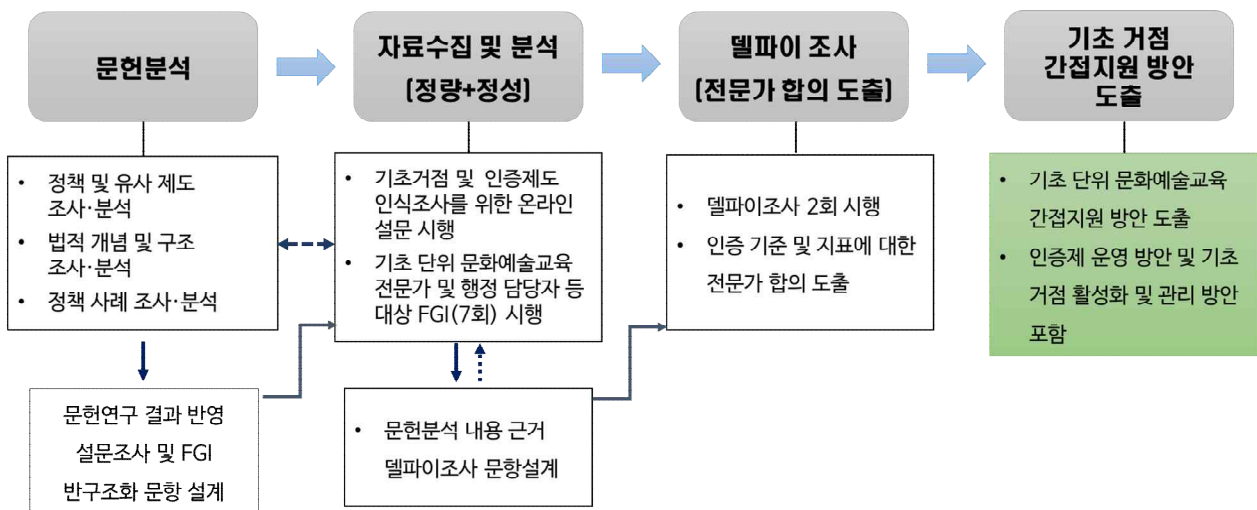 문헌분석
자료수집 및 분석
(정량+정성)
델파이 조사
(전문가 합의 도출)
기초 거점
간접지원 방안
도출
• 정책 및 유사 제도
조사·분석
• 법적 개념 및 구조
조사·분석
• 정책 사례 조사·분석
• 기초거점 및 인증제도
인식조사를 위한 온라인
설문 시행
• 기초 단위 문화예술교육
전문가 및 행정 담당자 등
대상 FGI(7회) 시행
• 델파이조사 2회 시행
• 인증 기준 및 지표에 대한
전문가 합의 도출
• 기초 단위 문화예술교육
간접지원 방안 도출
• 인증제 운영 방안 및 기초
거점 활성화 및 관리 방안
포함
문헌연구 결과 반영
설문조사 및 FGI
반구조화 문항 설계
• 문헌분석 내용 근거
델파이조사 문항설계